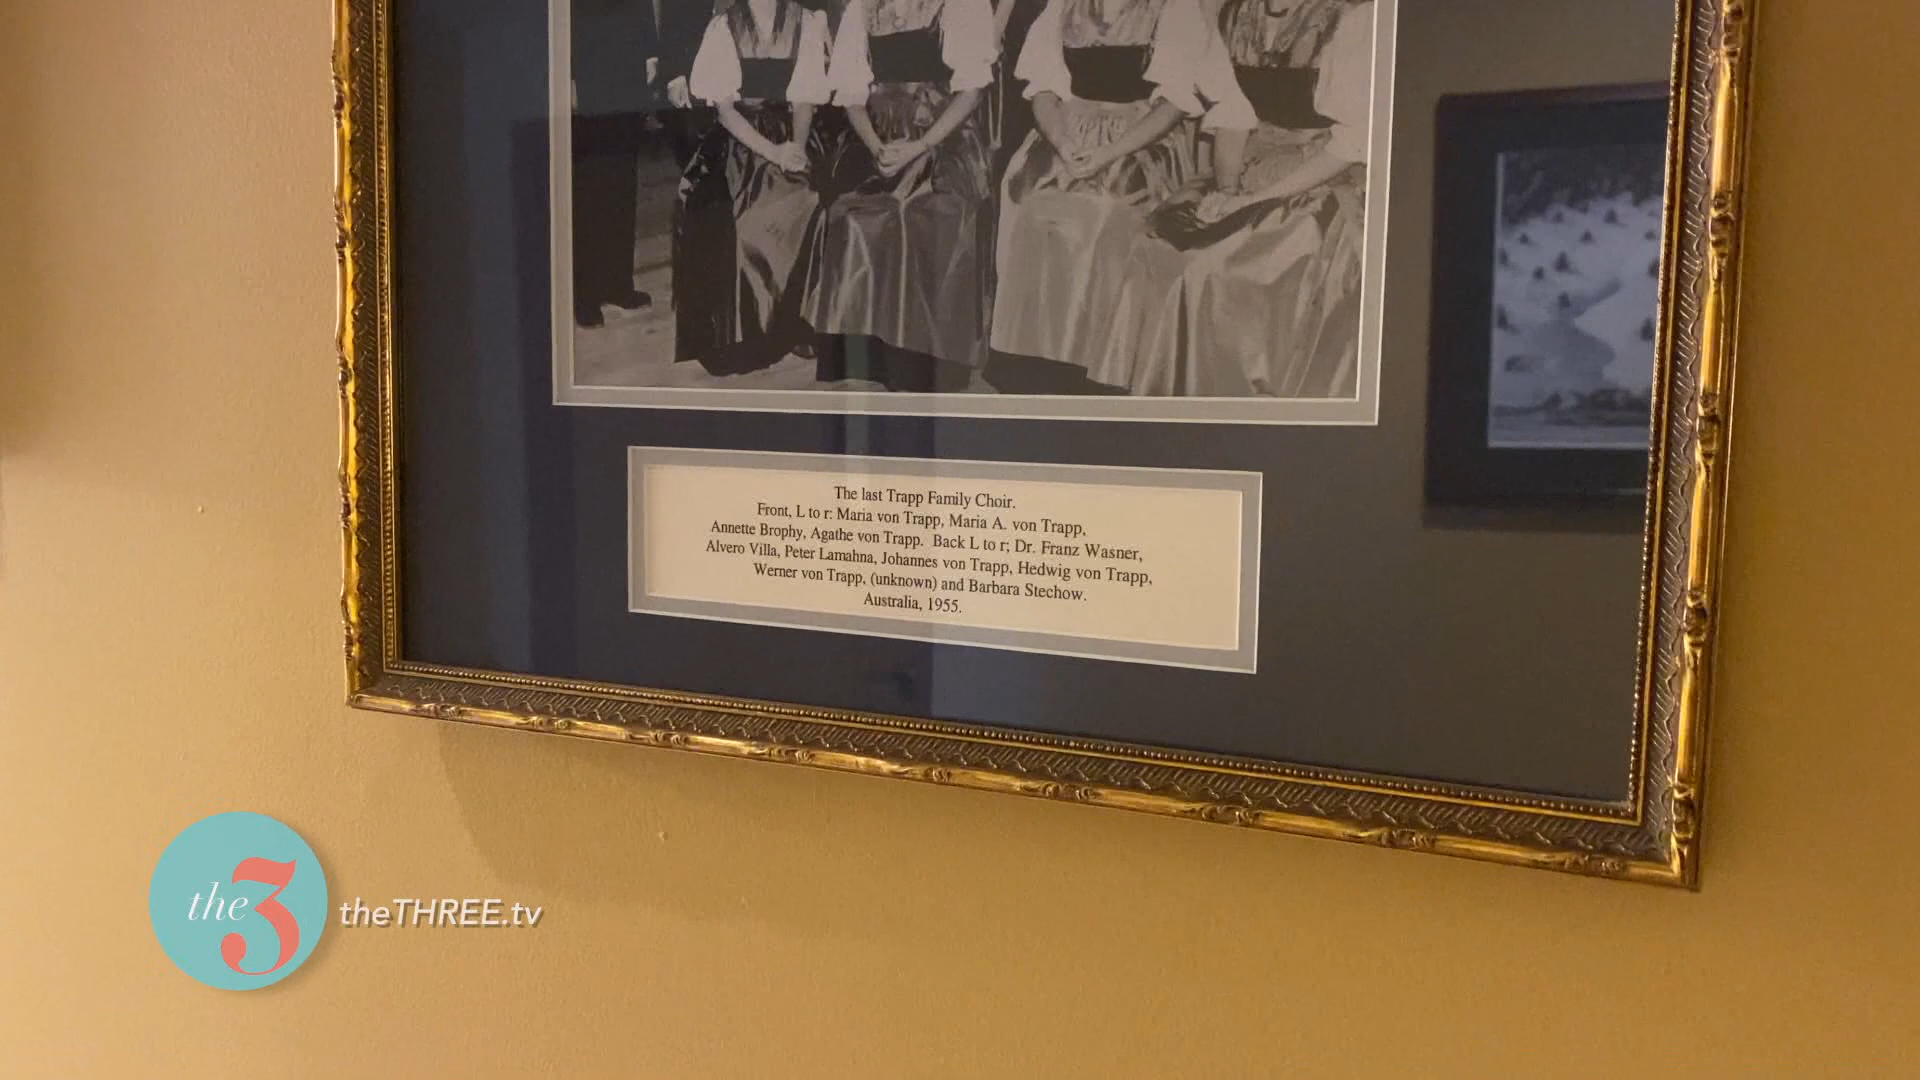 The last Trapp Family Choir.
Front, L to r: Maria von Trapp, Maria A. von Trapp,
Annette Brophy, Agathe von Trapp. Back L to r; Dr. Franz Wasner,
Alvero Villa, Peter Lamahna, Johannes von Trapp, Hedwig von Trapp,
Werner von Trapp, (unknown) and Barbara Stechow.
Australia, 1955.
the 3
theTHREE.tv